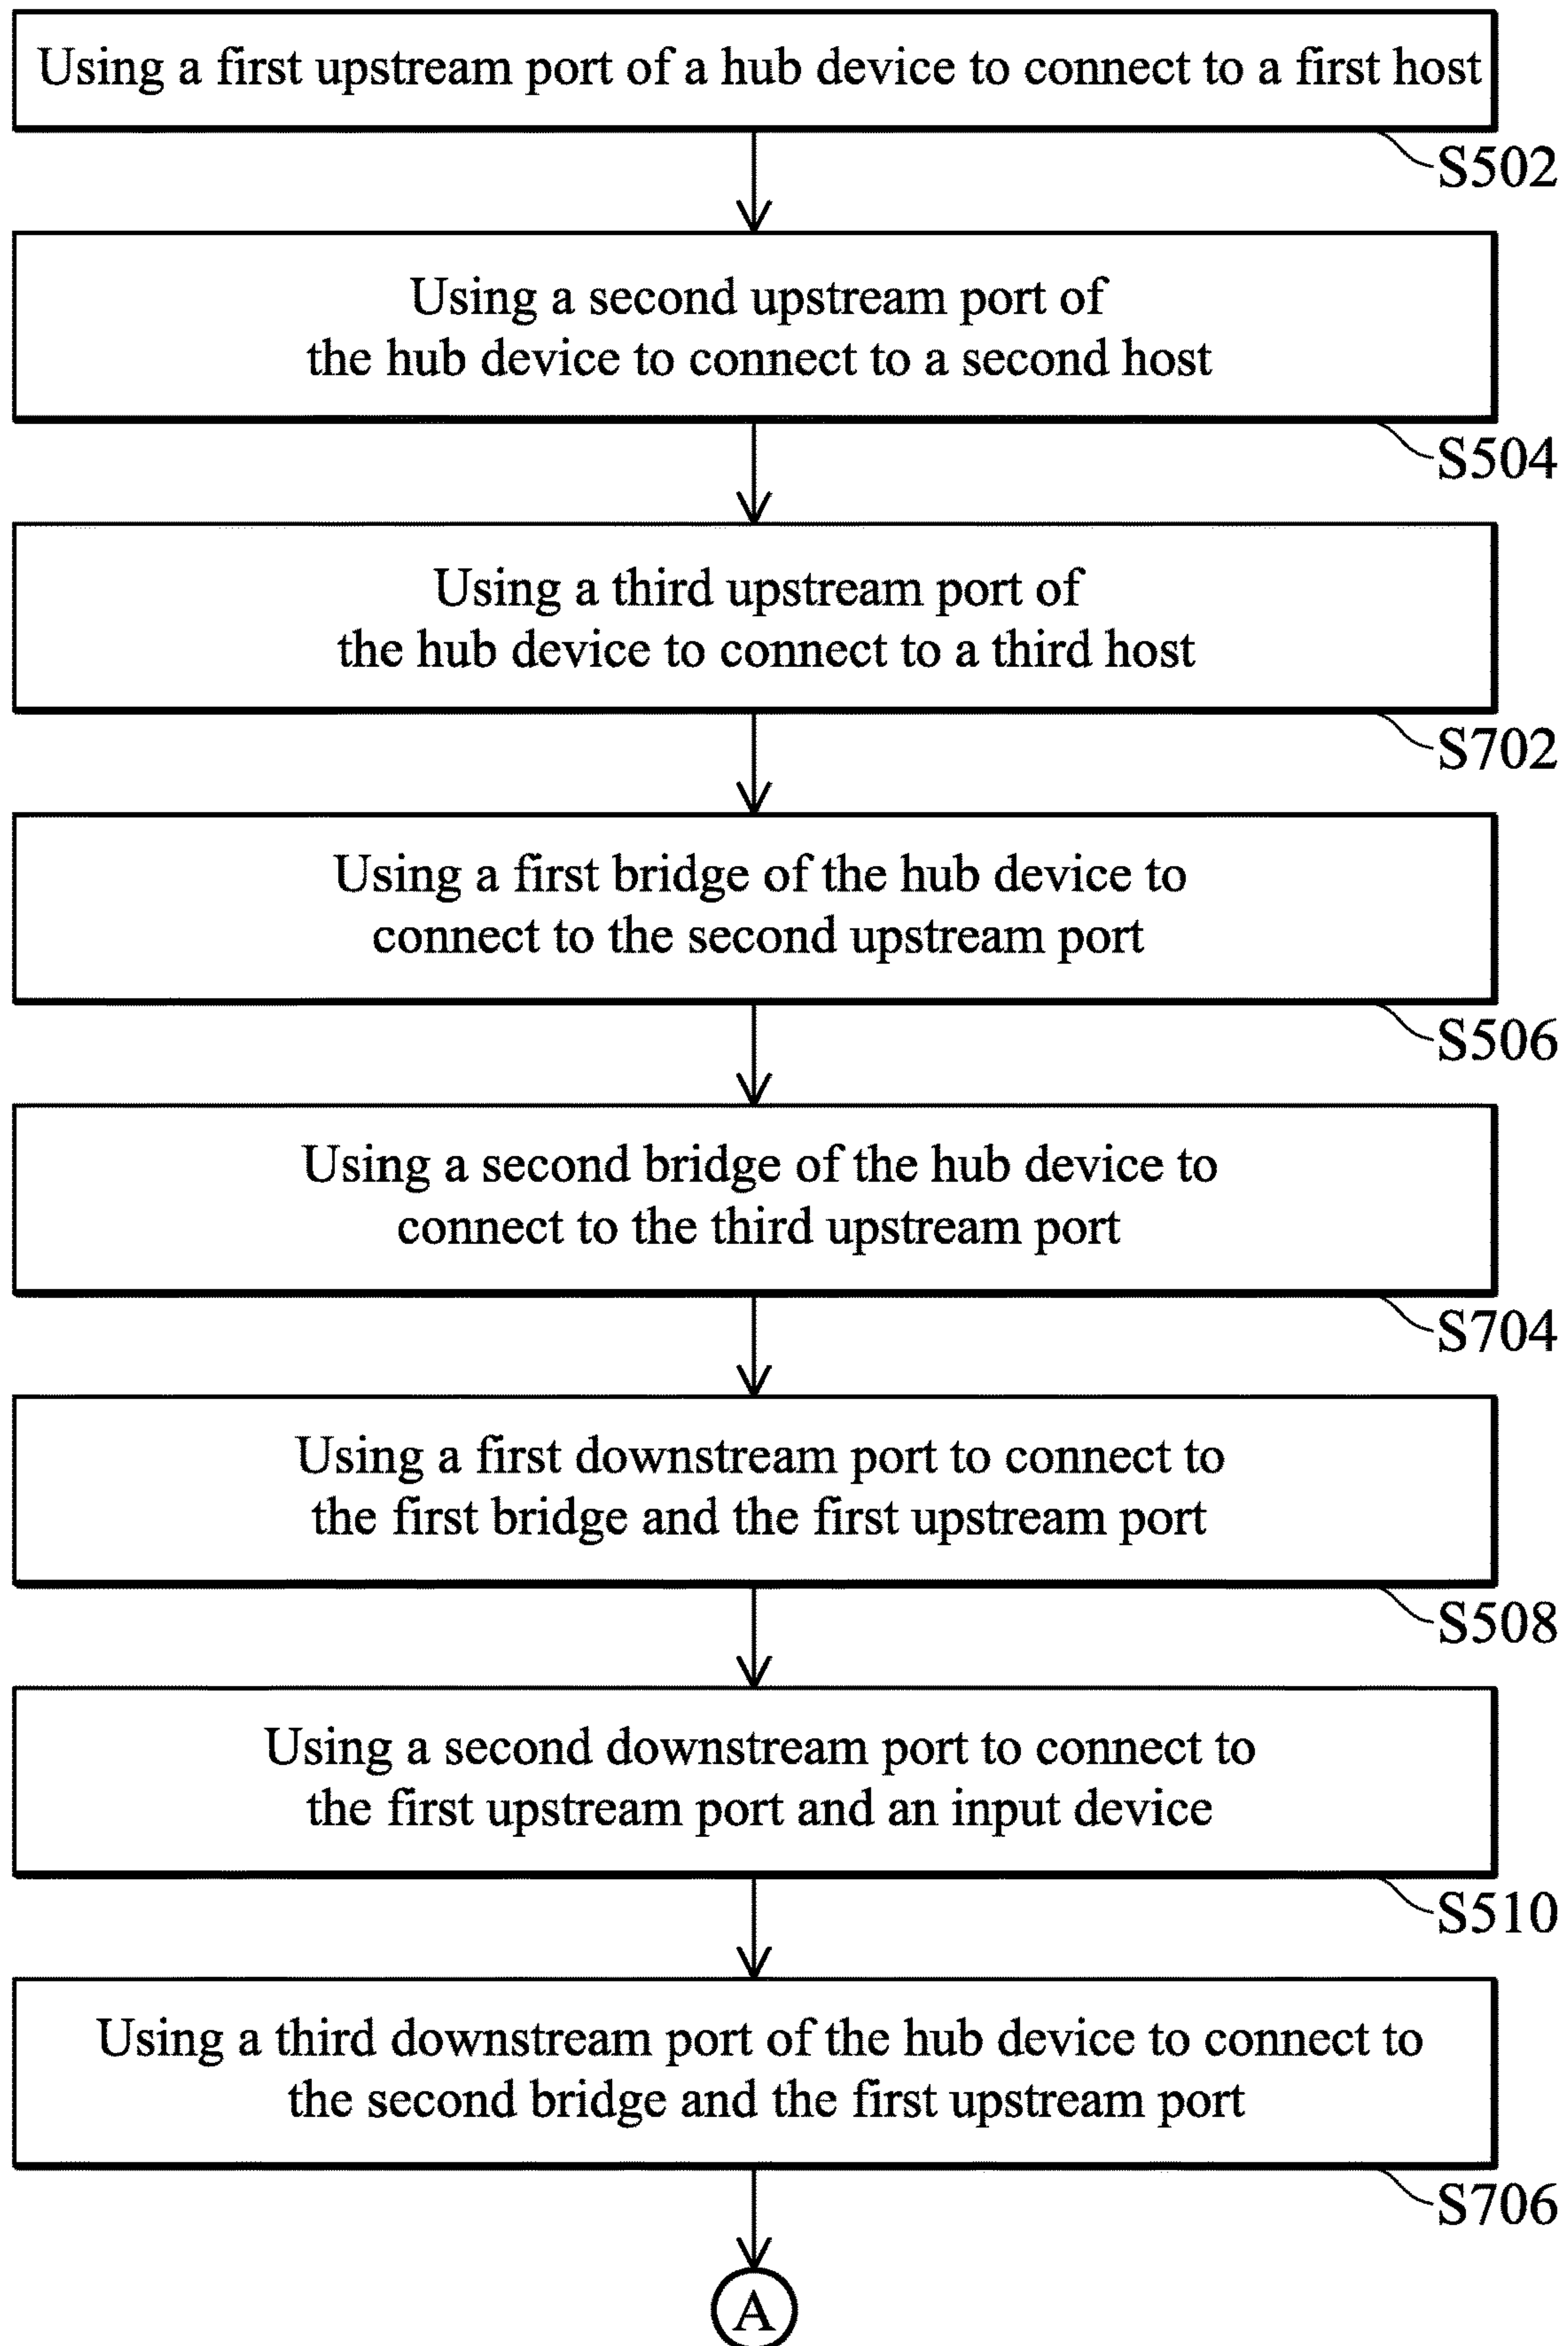 Using a first upstream port of a hub device to connect to a first host
S502
Using a second upstream port of
the hub device to connect to a second host
S504
Using a third upstream port of
the hub device to connect to a third host
S702
Using a first bridge of the hub device to
connect to the second upstream port
S506
Using a second bridge of the hub device to
connect to the third upstream port
S704
Using a first downstream port to connect to
the first bridge and the first upstream port
S508
Using a second downstream port to connect to
the first upstream port and an input device
S510
Using a third downstream port of the hub device to connect to
the second bridge and the first upstream port
S706
A